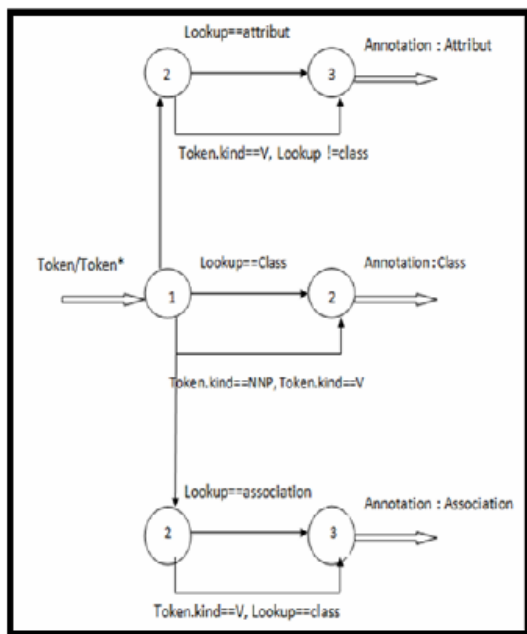 Lookup==attribut
Annotation : Attribut
2
3
Token.kind==V, Lookup !=class
Token/Token*
Lookup==Class
Annotation:Class
1
2
Token.kind==NNP, Token.kind==V
Lookup==association
Annotation : Association
2
3
Token.kind==V, Lookup==class